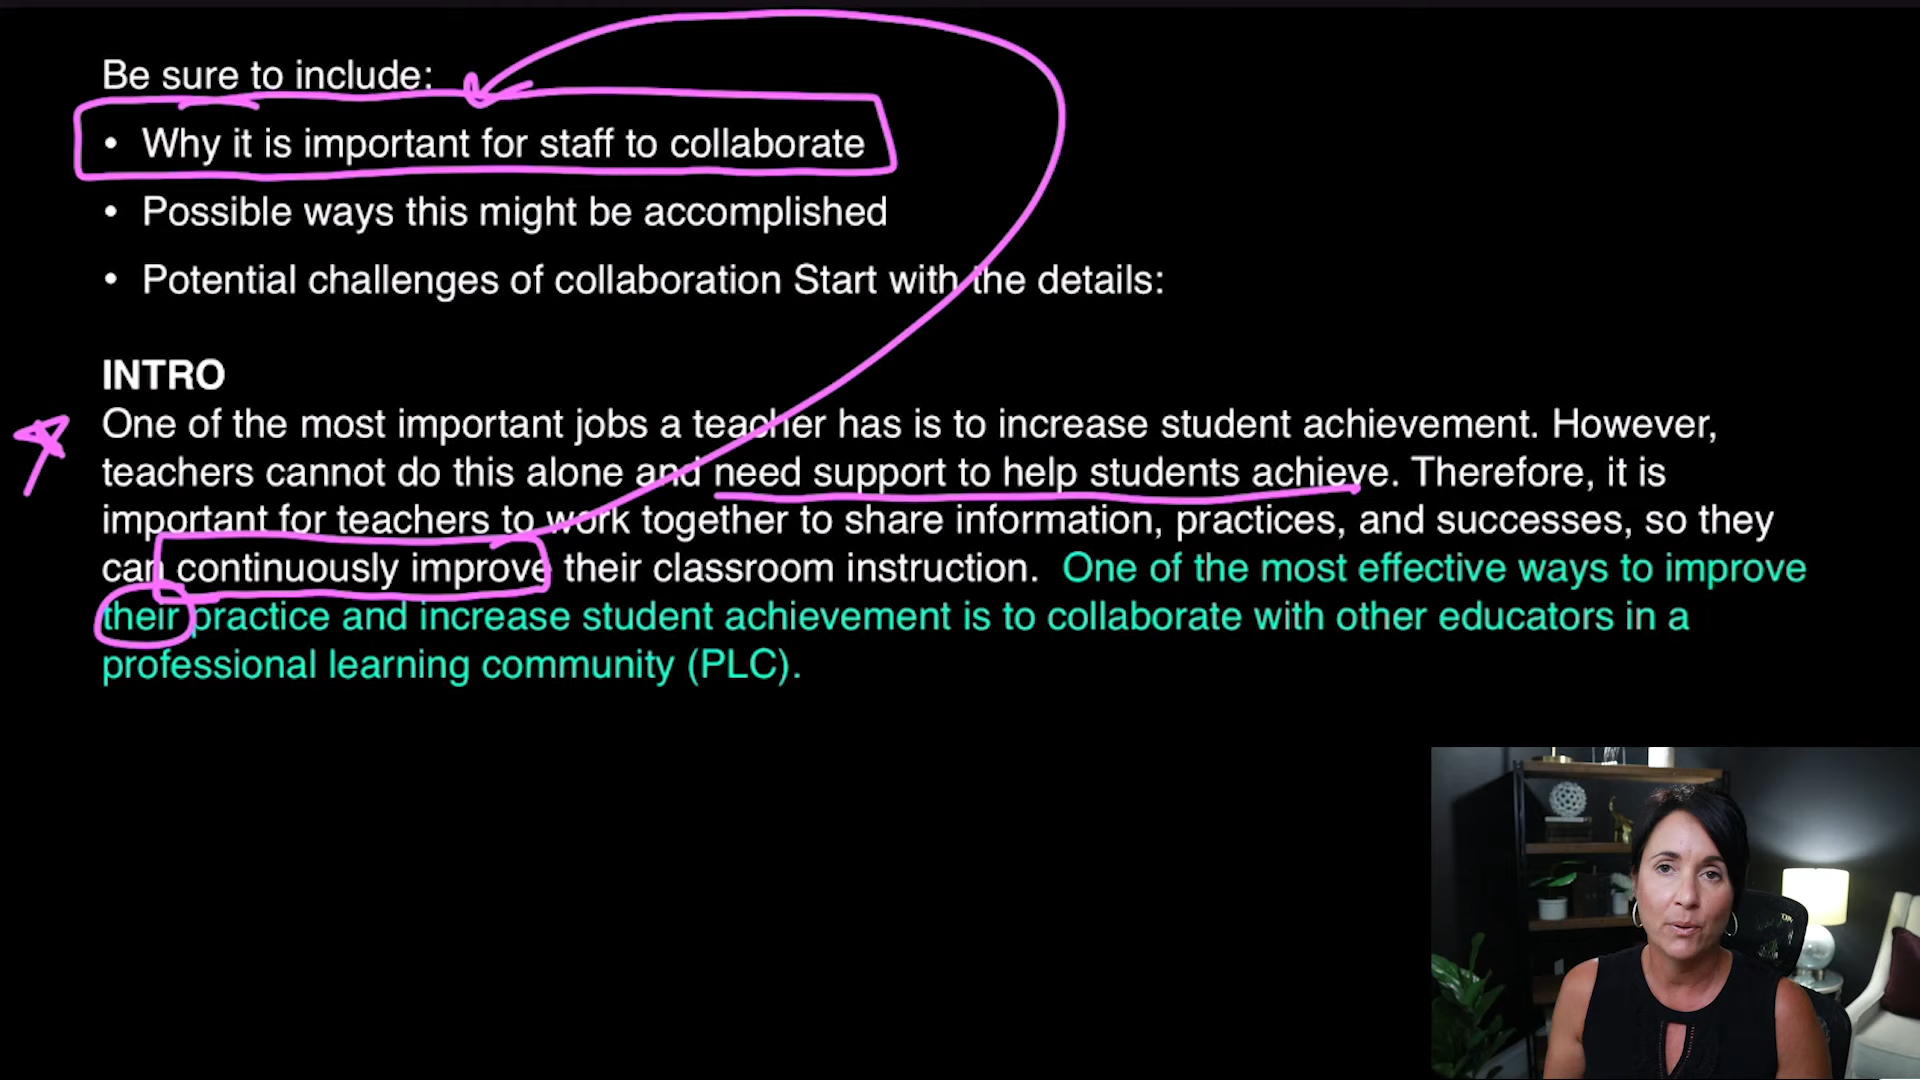 Be sure to include:
• Why it is important for staff to collaborate
• Possible ways this might be accomplished
• Potential challenges of collaboration Start with the details:
INTRO
One of the most important jobs a teacher has is to increase student achievement. However,
teachers cannot do this alone and need support to help students achieve. Therefore, it is
important for teachers to work together to share information, practices, and successes, so they
can continuously improve their classroom instruction. One of the most effective ways to improve
their practice and increase student achievement is to collaborate with other educators in a
professional learning community (PLC).